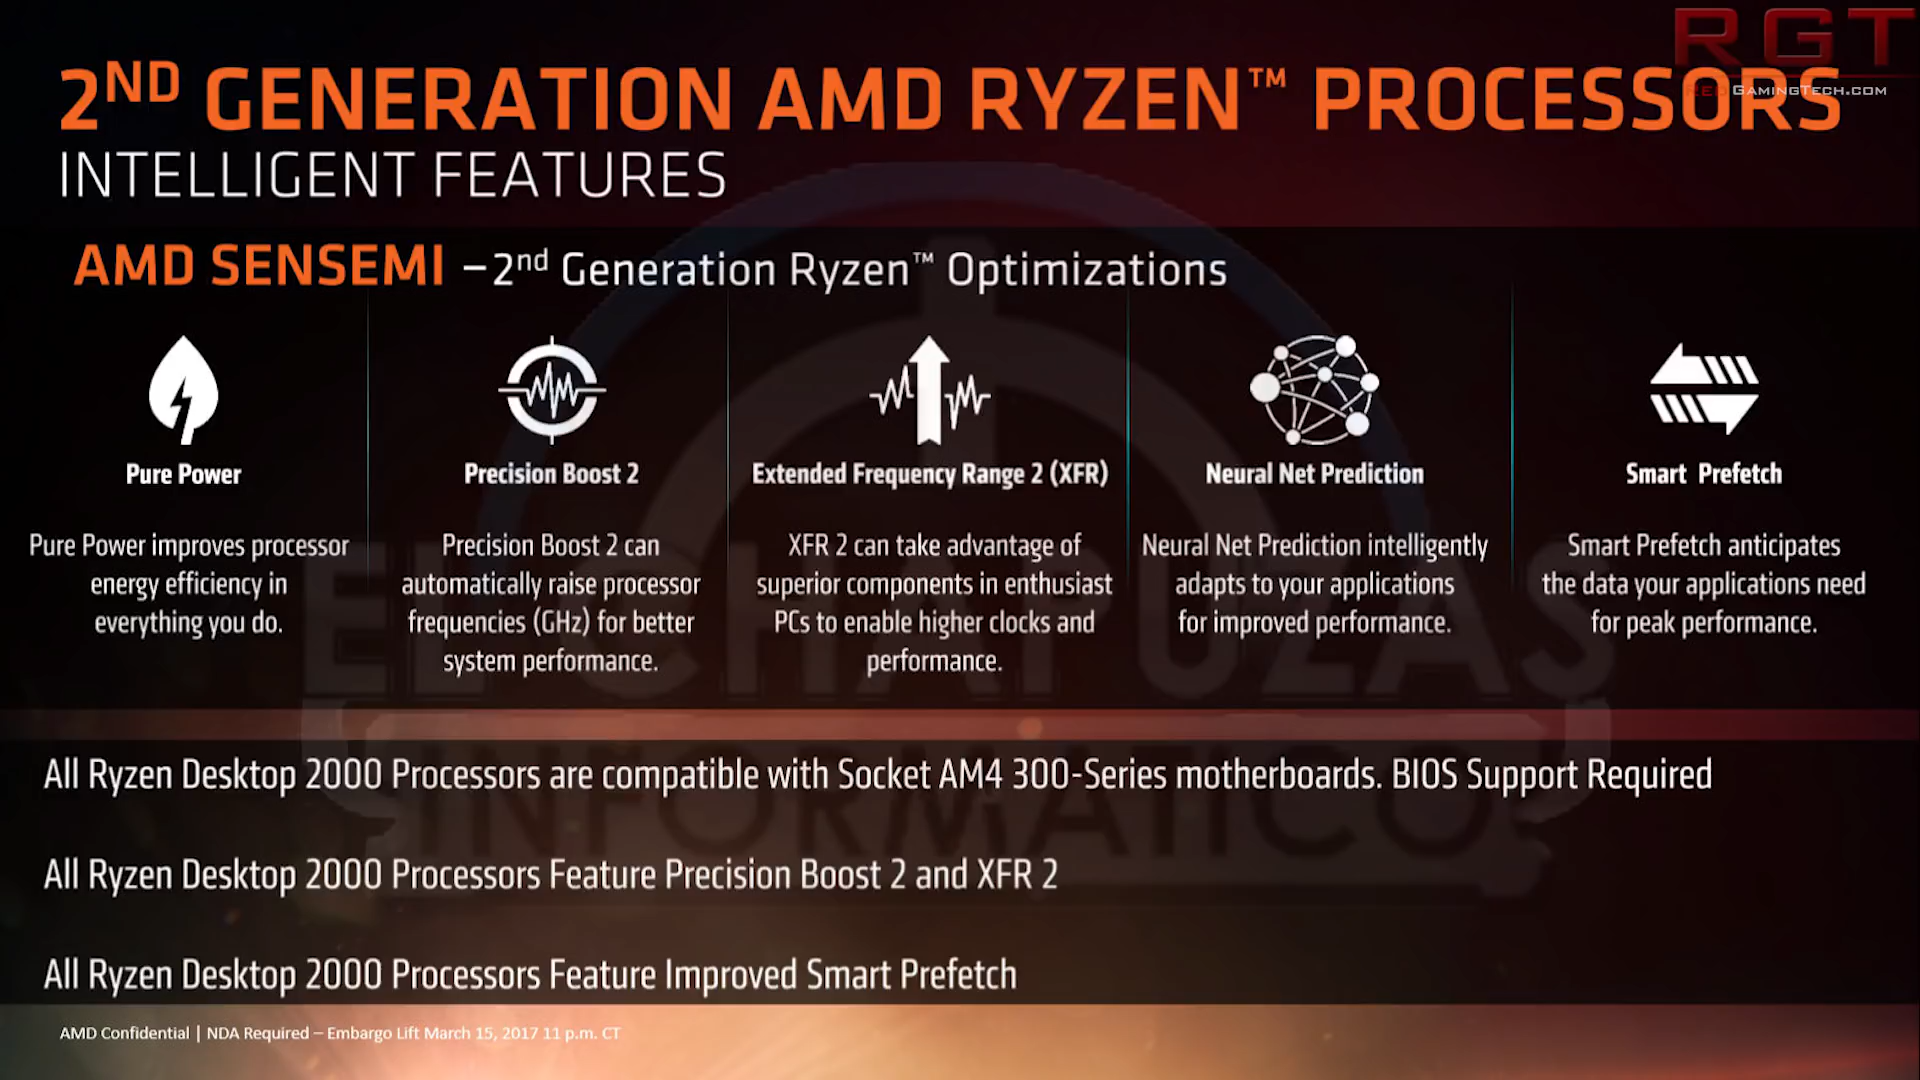 RGT
RedGamingTech.com
2ND GENERATION AMD RYZEN™ PROCESSORS
INTELLIGENT FEATURES
AMD SENSEMI – 2nd Generation Ryzen™ Optimizations
Pure Power
Pure Power improves processor
energy efficiency in
everything you do.
Precision Boost 2
Precision Boost 2 can
automatically raise processor
frequencies (GHz) for better
system performance.
Extended Frequency Range 2 (XFR)
XFR 2 can take advantage of
superior components in enthusiast
PCs to enable higher clocks and
performance.
Neural Net Prediction
Neural Net Prediction intelligently
adapts to your applications
for improved performance.
Smart Prefetch
Smart Prefetch anticipates
the data your applications need
for peak performance.
EL CHAPUZAS
INFORMÁTICO
All Ryzen Desktop 2000 Processors are compatible with Socket AM4 300-Series motherboards. BIOS Support Required
All Ryzen Desktop 2000 Processors Feature Precision Boost 2 and XFR 2
All Ryzen Desktop 2000 Processors Feature Improved Smart Prefetch
AMD Confidential | NDA Required – Embargo Lift March 15, 2017 11 p.m. CT